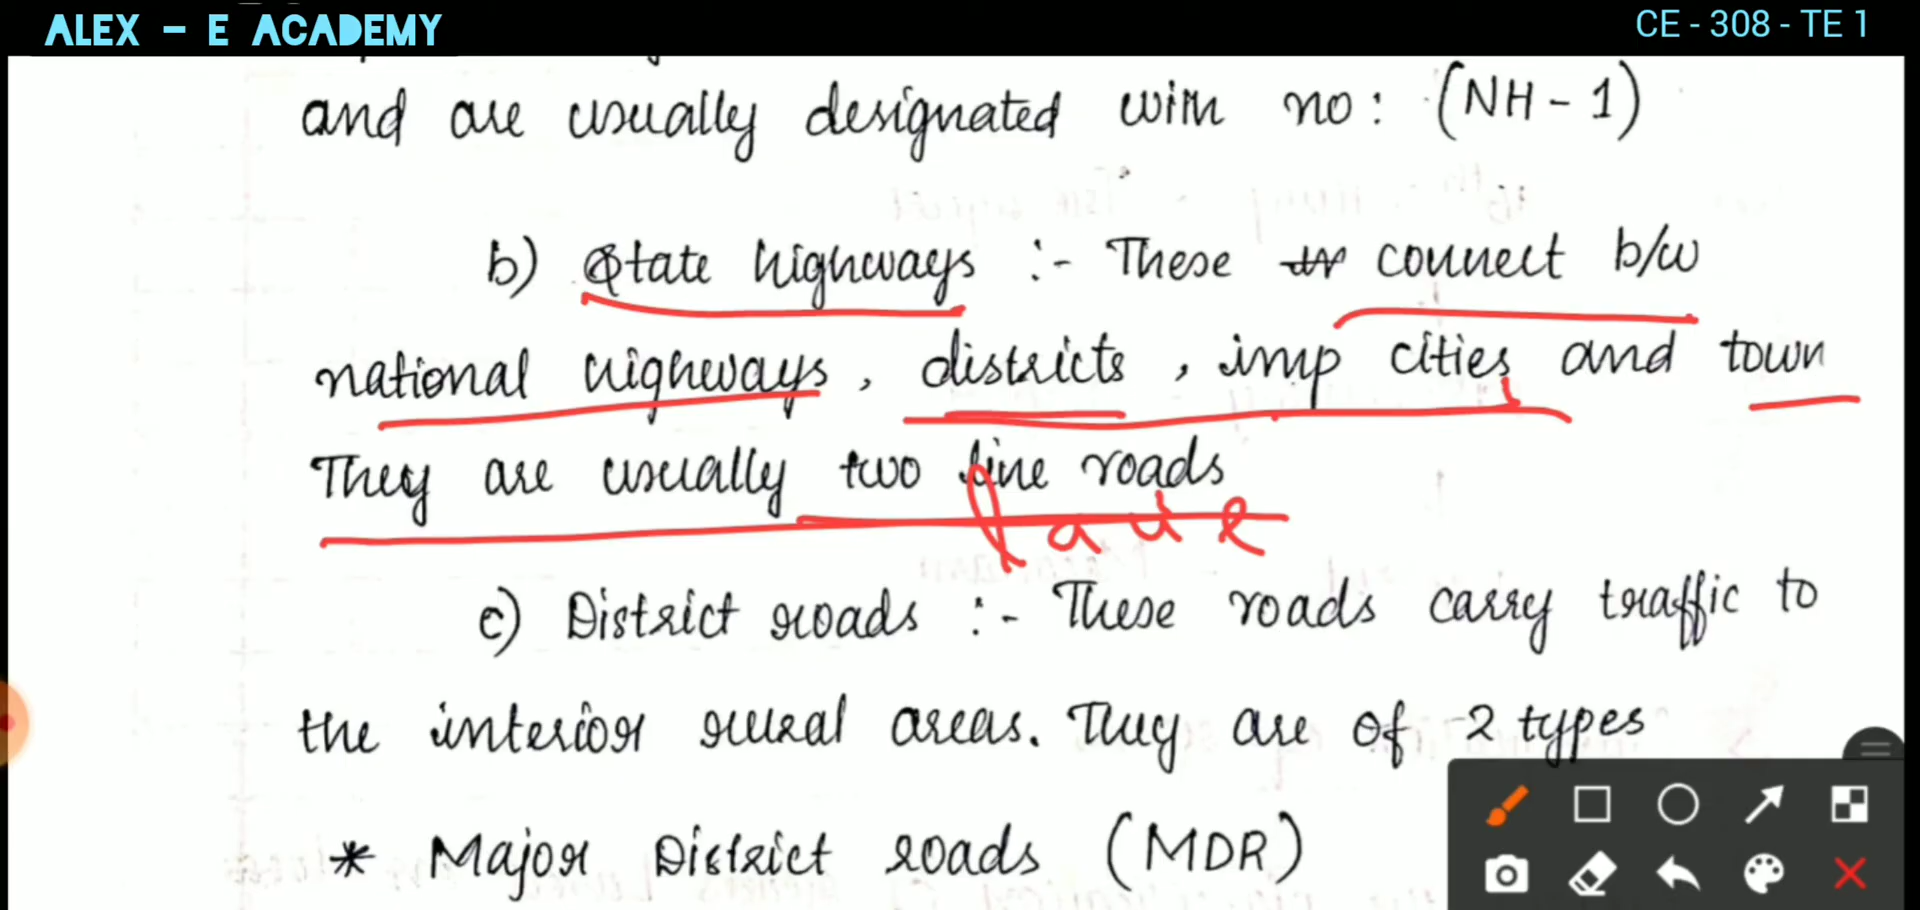 ALEX - E ACADEMY
CE - 308 - TE 1
and are usually designated with no: (NH - 1)
b) State highways :- These connect b/w
national highways, districts, imp cities and town
They are usually two line roads
lane
c) District roads :- These roads carry traffic to
the interior rural areas. They are of 2 types
* Major District roads (MDR)